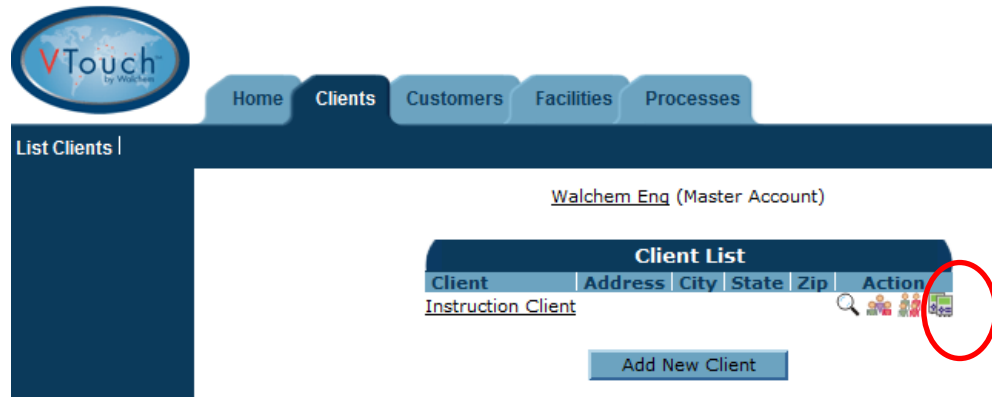 VTouch™
by Walchem
Home Clients Customers Facilities Processes
List Clients
Walchem Eng (Master Account)
Client List
Client Address City State Zip Action
Instruction Client
Add New Client